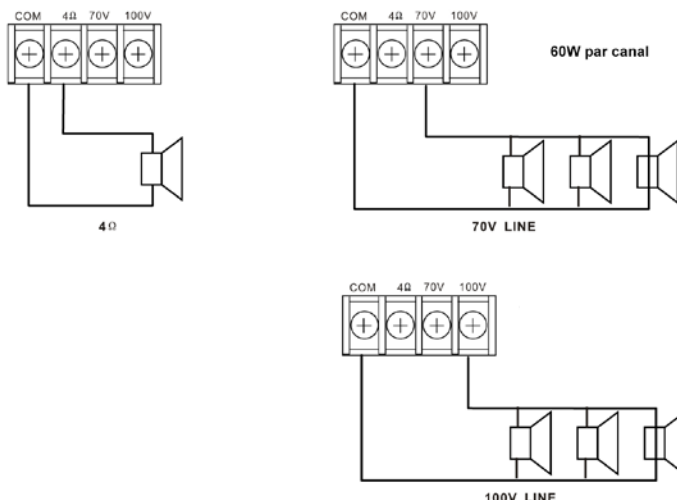 COM 4Ω 70V 100V
4Ω
COM 4Ω 70V 100V
60W par canal
70V LINE
COM 4Ω 70V 100V
100V LINE